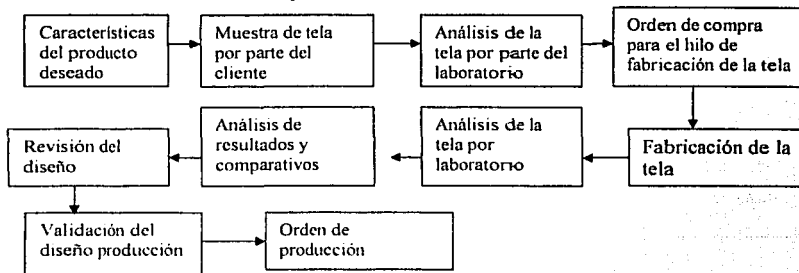 Características
del producto
deseado
Muestra de tela
por parte del
cliente
Análisis de la
tela por parte del
laboratorio
Orden de compra
para el hilo de
fabricación de la tela
Fabricación de la
tela
Análisis de la
tela por
laboratorio
Análisis de
resultados y
comparativos
Revisión del
diseño
Validación del
diseño producción
Orden de
producción